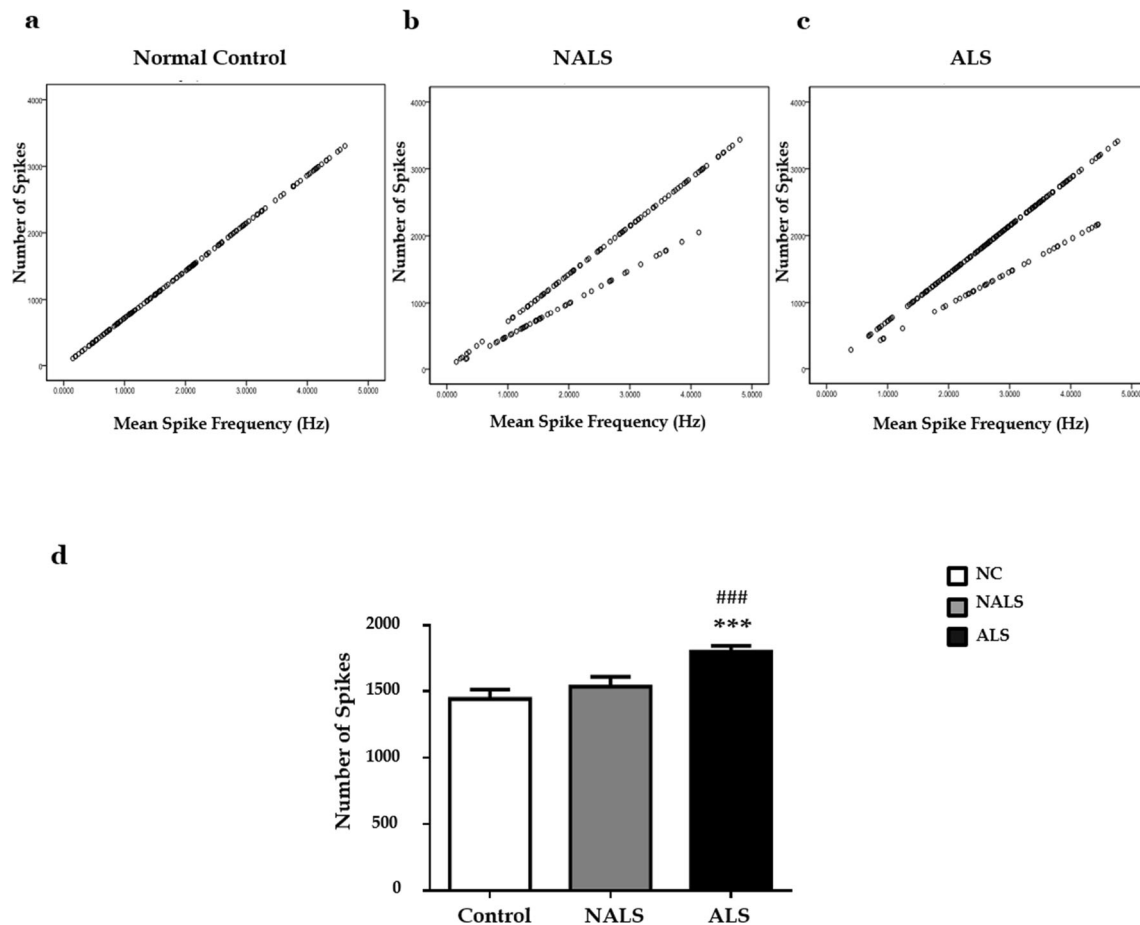 a
Normal Control
Number of Spikes
4000
3000
2000
1000
0
0.0000 1.0000 2.0000 3.0000 4.0000 5.0000
Mean Spike Frequency (Hz)
b
NALS
Number of Spikes
4000
3000
2000
1000
0
0.0000 1.0000 2.0000 3.0000 4.0000 5.0000
Mean Spike Frequency (Hz)
c
ALS
Number of Spikes
4000
3000
2000
1000
0
0.0000 1.0000 2.0000 3.0000 4.0000 5.0000
Mean Spike Frequency (Hz)
d
Number of Spikes
2000
1500
1000
500
0
###
***
Control NALS ALS
NC
NALS
ALS